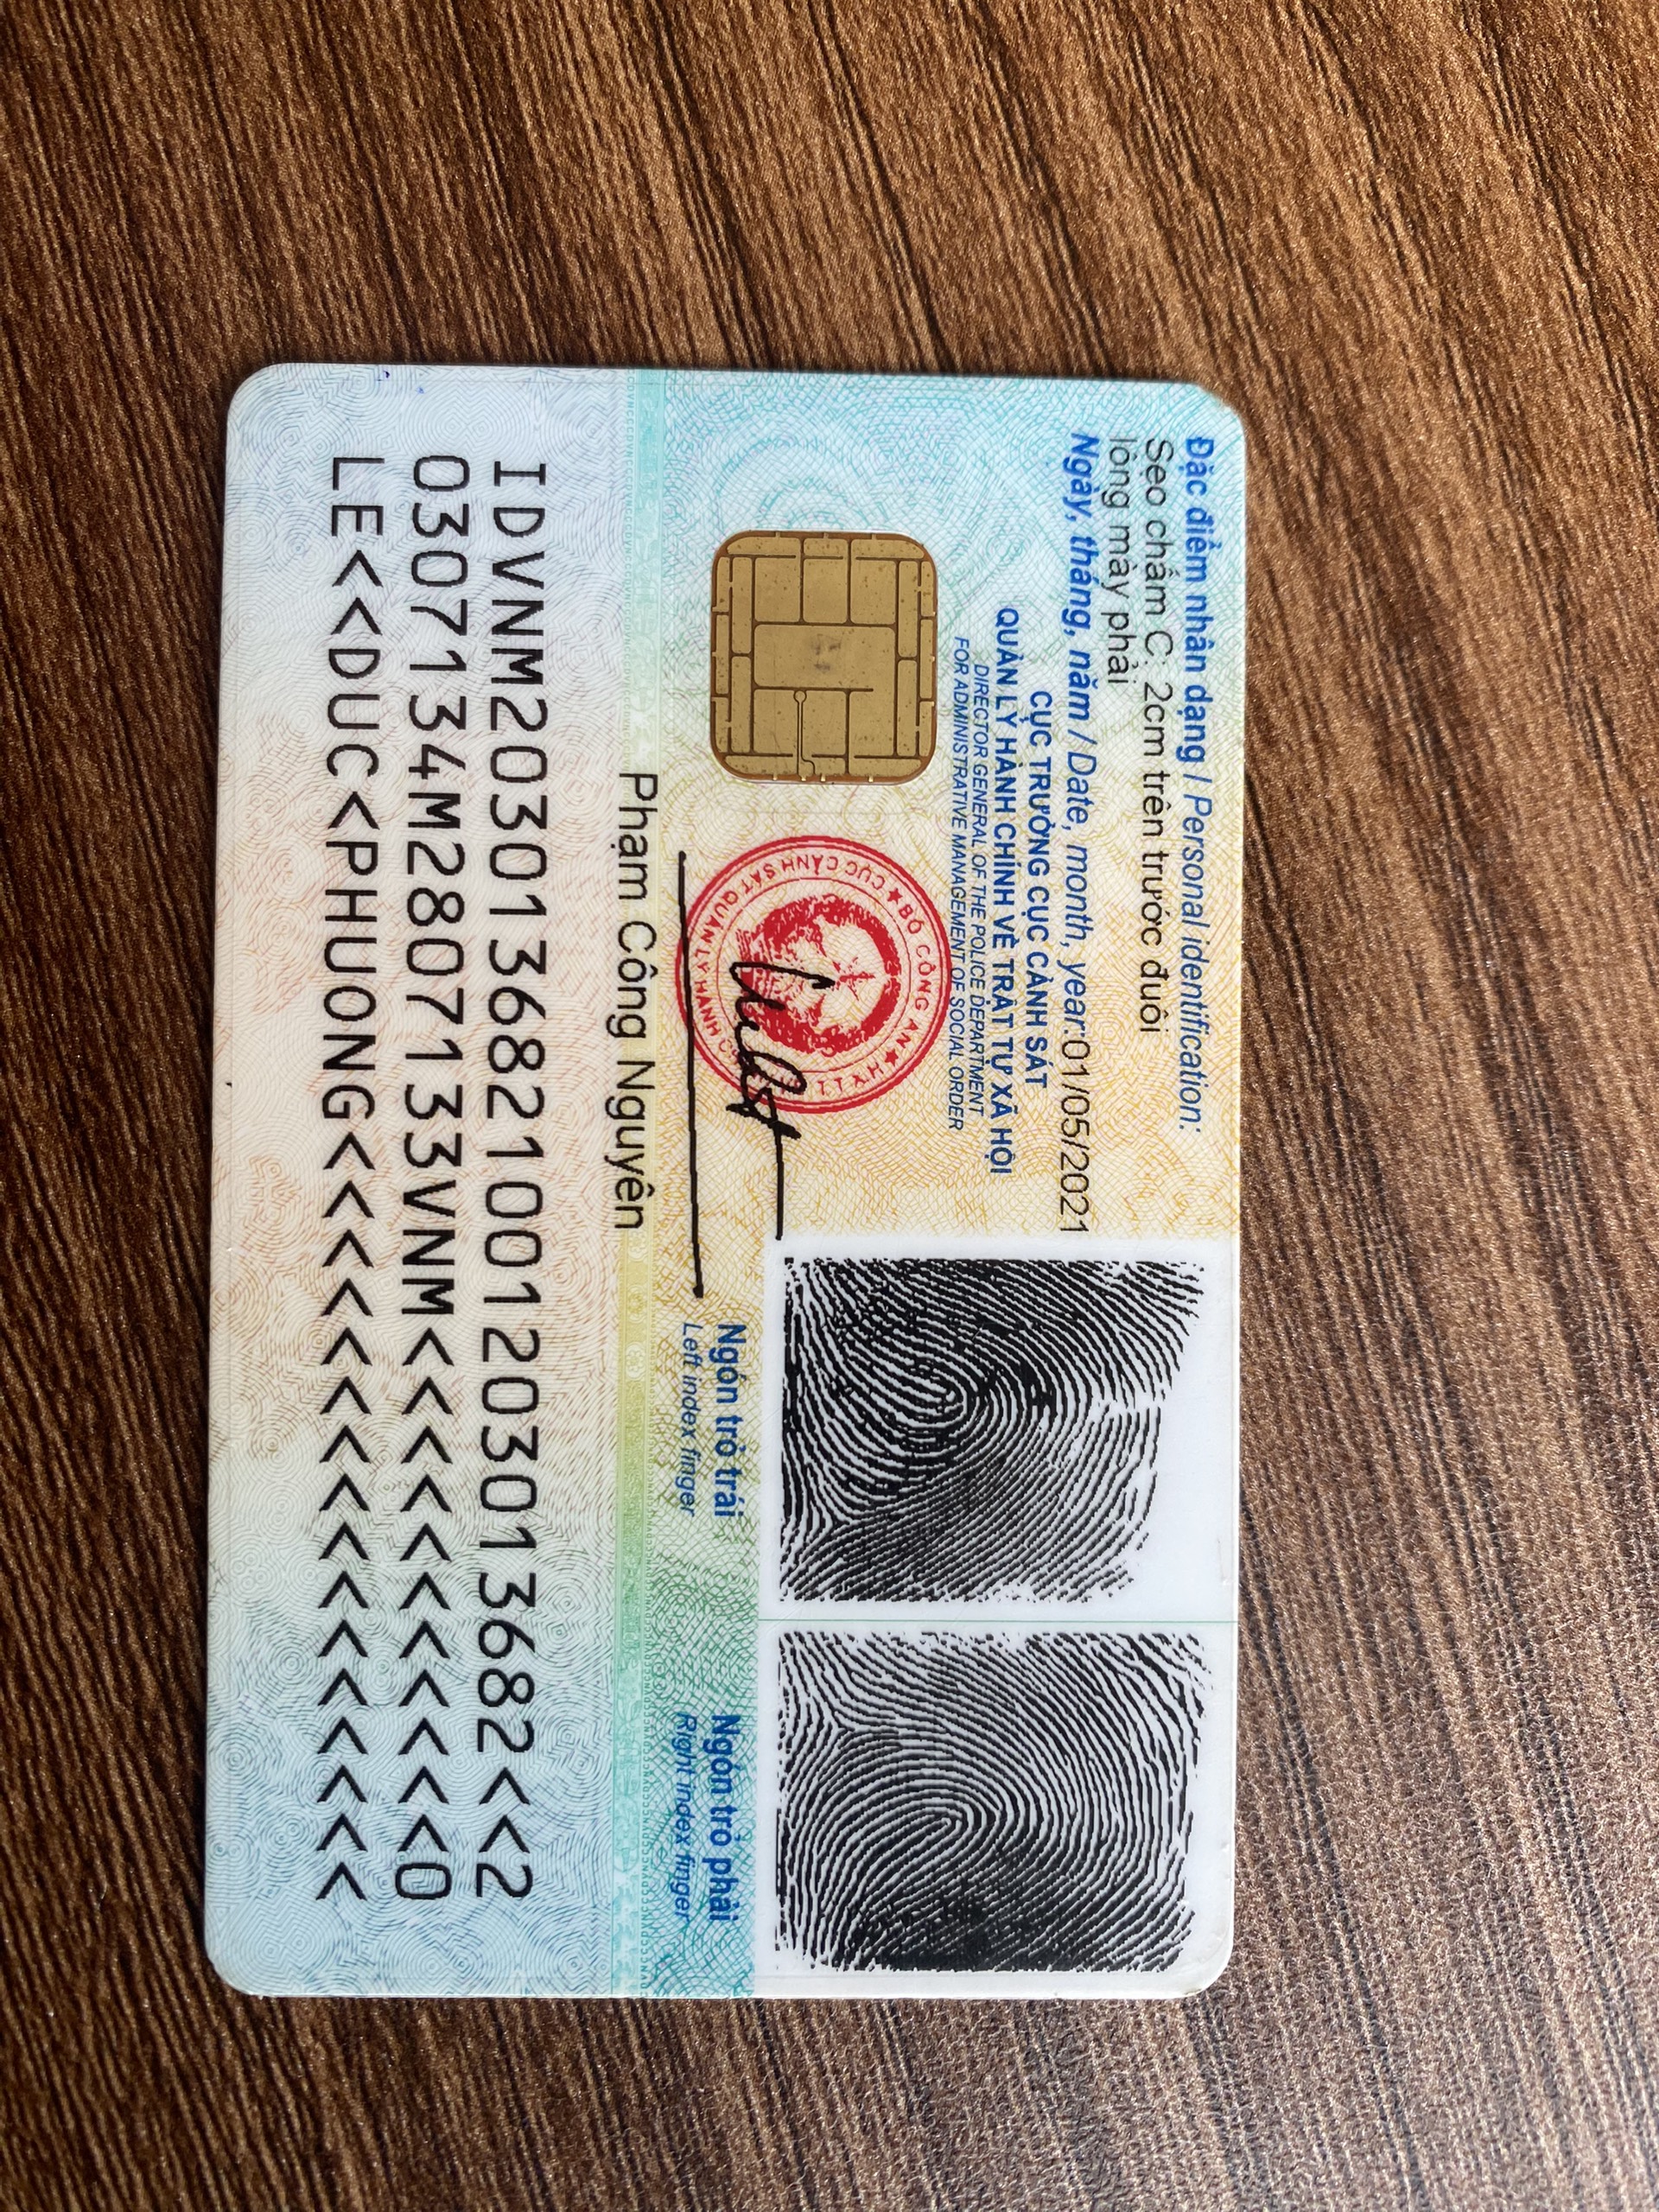 Đặc điểm nhân dạng / Personal identification:
Sẹo chấm C: 2cm trên trước đuôi
lông mày phải
Ngày, tháng, năm / Date, month, year:01/05/2021
CỤC TRƯỞNG CỤC CẢNH SÁT
QUẢN LÝ HÀNH CHÍNH VỀ TRẬT TỰ XÃ HỘI
DIRECTOR GENERAL OF THE POLICE DEPARTMENT
FOR ADMINISTRATIVE MANAGEMENT OF SOCIAL ORDER
BỘ CÔNG AN
CỤC CẢNH SÁT QUẢN LÝ HÀNH
Phạm Công Nguyên
Ngón trỏ trái
Left index finger
Ngón trỏ phải
Right index finger
IDVNM2030136821001203013682<<2
0307134M2807133VNM<<<<<<<<<<<0
LE<<DUC<PHUONG<<<<<<<<<<<<<<<<